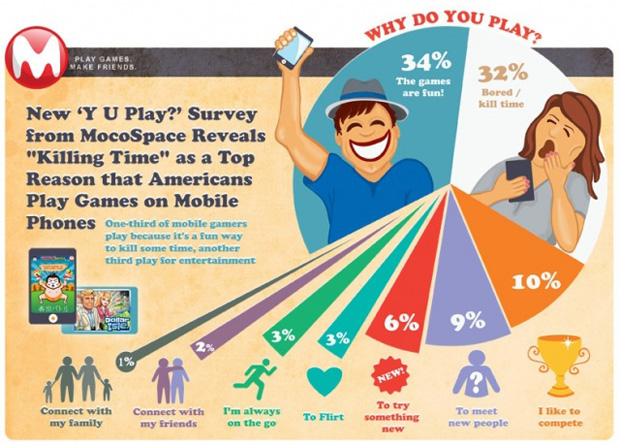 M
PLAY GAMES.
MAKE FRIENDS.
WHY DO YOU PLAY?
New ‘Y U Play?’ Survey
from MocoSpace Reveals
"Killing Time" as a Top
Reason that Americans
Play Games on Mobile
Phones
One-third of mobile gamers
play because it's a fun way
to kill some time, another
third play for entertainment
34%
The games
are fun!
32%
Bored /
kill time
10%
9%
6%
3%
3%
2%
1%
Connect with
my family
Connect with
my friends
I'm always
on the go
To Flirt
NEW!
To try
something
new
?
To meet
new people
I like to
compete